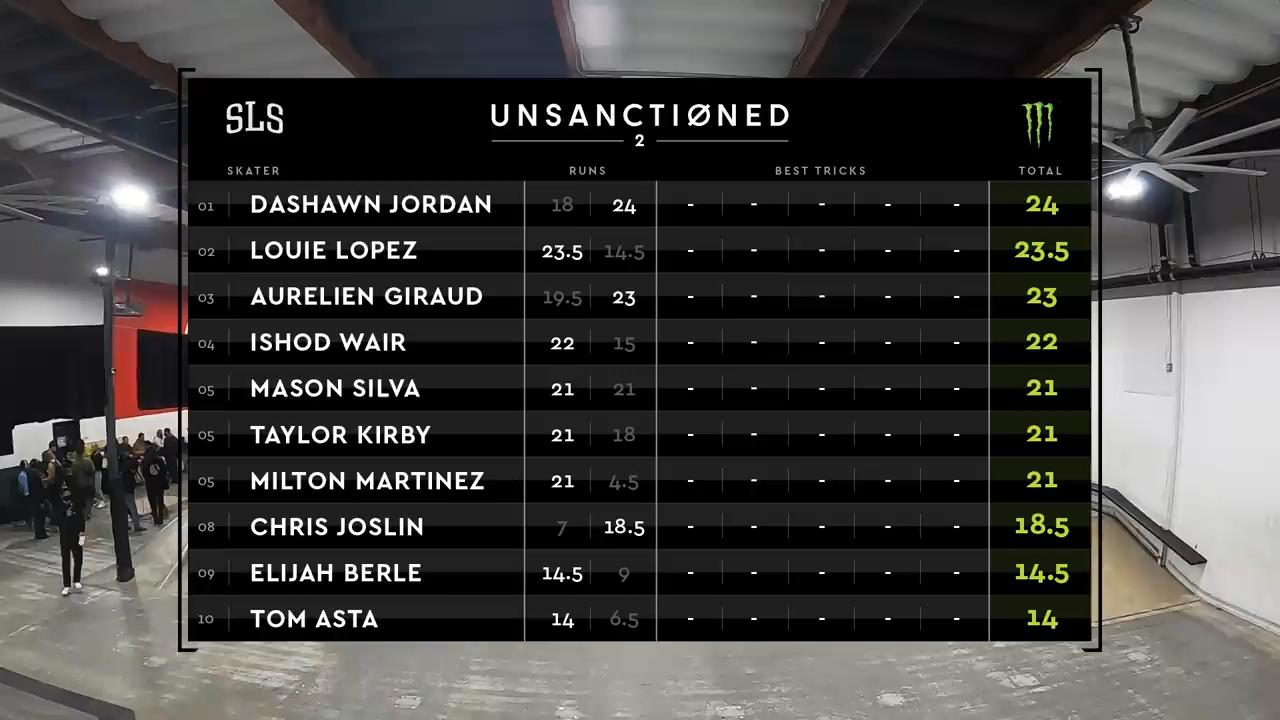 SLS
UNSANCTIØNED
2
SKATER RUNS BEST TRICKS TOTAL
01 DASHAWN JORDAN 18 24 - - - - - 24
02 LOUIE LOPEZ 23.5 14.5 - - - - - 23.5
03 AURELIEN GIRAUD 19.5 23 - - - - - 23
04 ISHOD WAIR 22 15 - - - - - 22
05 MASON SILVA 21 21 - - - - - 21
05 TAYLOR KIRBY 21 18 - - - - - 21
05 MILTON MARTINEZ 21 4.5 - - - - - 21
08 CHRIS JOSLIN 7 18.5 - - - - - 18.5
09 ELIJAH BERLE 14.5 9 - - - - - 14.5
10 TOM ASTA 14 6.5 - - - - - 14